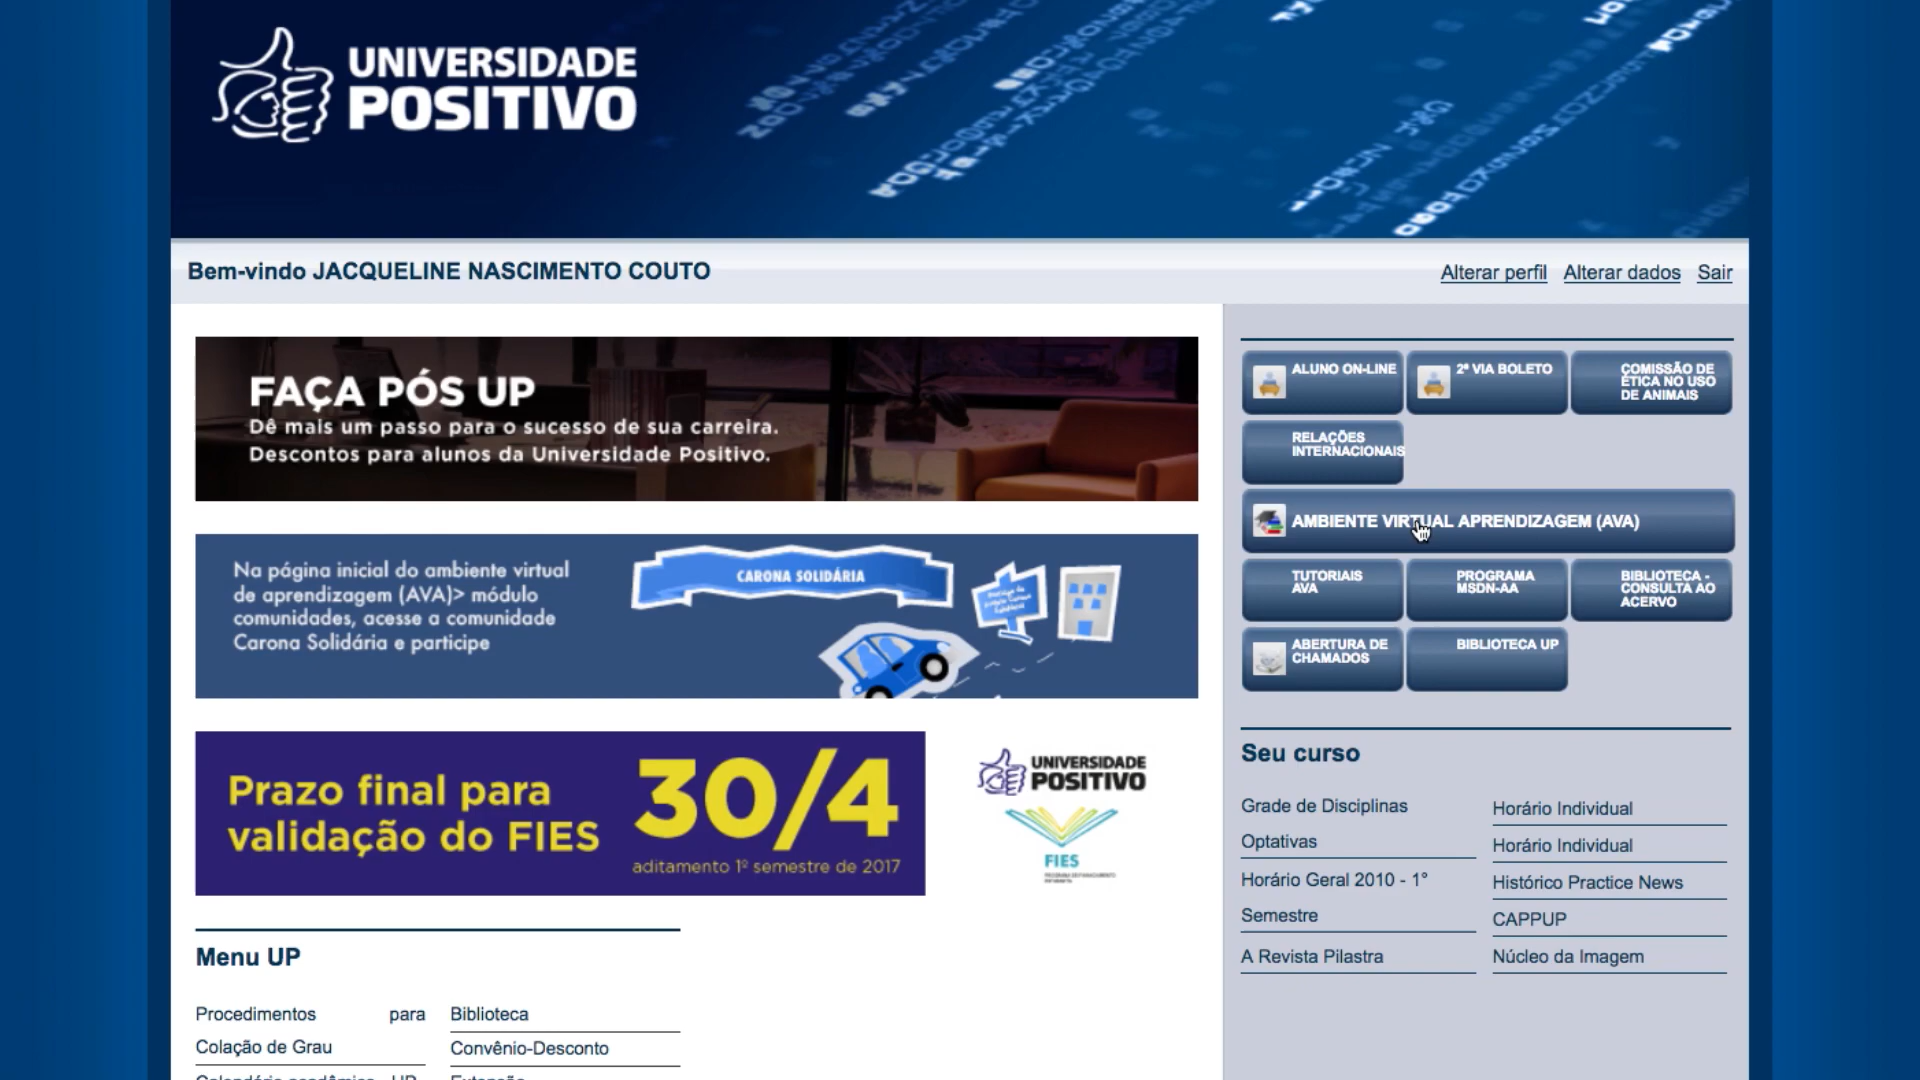 UNIVERSIDADE
POSITIVO
Bem-vindo JACQUELINE NASCIMENTO COUTO
Alterar perfil Alterar dados Sair
FAÇA PÓS UP
Dê mais um passo para o sucesso de sua carreira.
Descontos para alunos da Universidade Positivo.
Na página inicial do ambiente virtual
de aprendizagem (AVA)> módulo
comunidades, acesse a comunidade
Carona Solidária e participe
CARONA SOLIDÁRIA
Prazo final para
validação do FIES
30/4
aditamento 1º semestre de 2017
UNIVERSIDADE
POSITIVO
FIES
Menu UP
Procedimentos para
Colação de Grau
Biblioteca
Convênio-Desconto
ALUNO ON-LINE
2ª VIA BOLETO
COMISSÃO DE
ÉTICA NO USO
DE ANIMAIS
RELAÇÕES
INTERNACIONAIS
AMBIENTE VIRTUAL APRENDIZAGEM (AVA)
TUTORIAIS
AVA
PROGRAMA
MSDN-AA
BIBLIOTECA -
CONSULTA AO
ACERVO
ABERTURA DE
CHAMADOS
BIBLIOTECA UP
Seu curso
Grade de Disciplinas
Optativas
Horário Geral 2010 - 1°
Semestre
A Revista Pilastra
Horário Individual
Horário Individual
Histórico Practice News
CAPPUP
Núcleo da Imagem